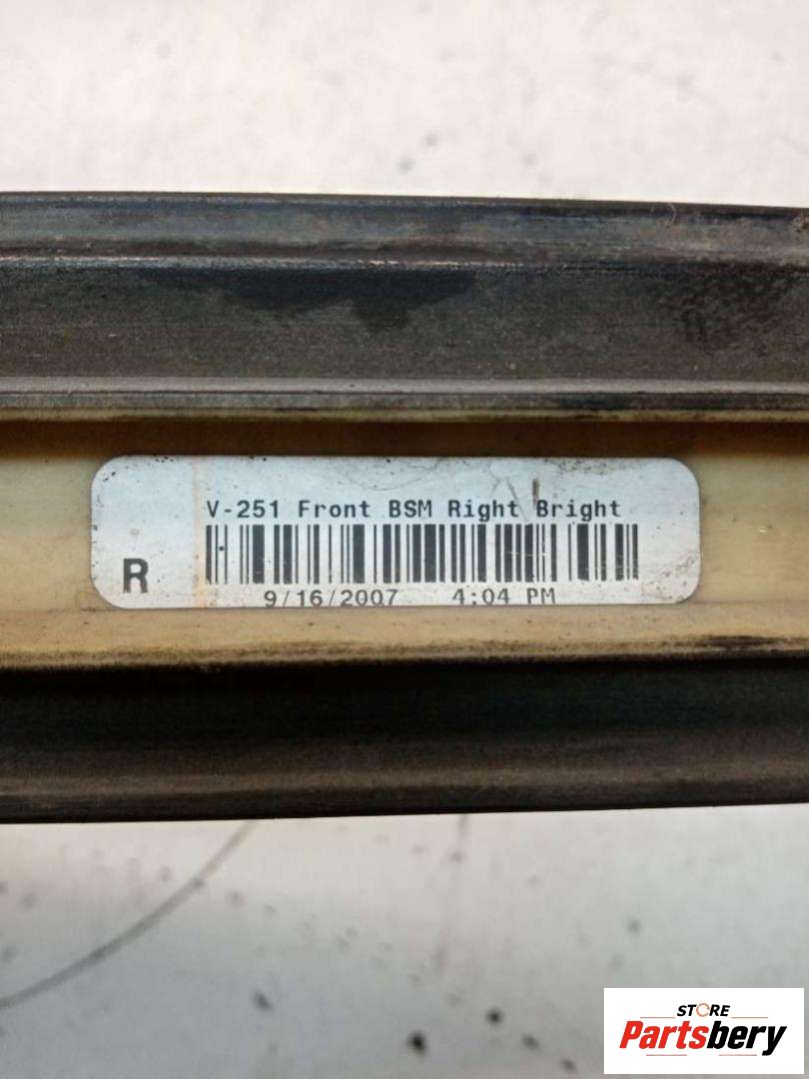 V-251 Front BSM Right Bright
R
9/16/2007 4:04 PM
STORE
Partsbery